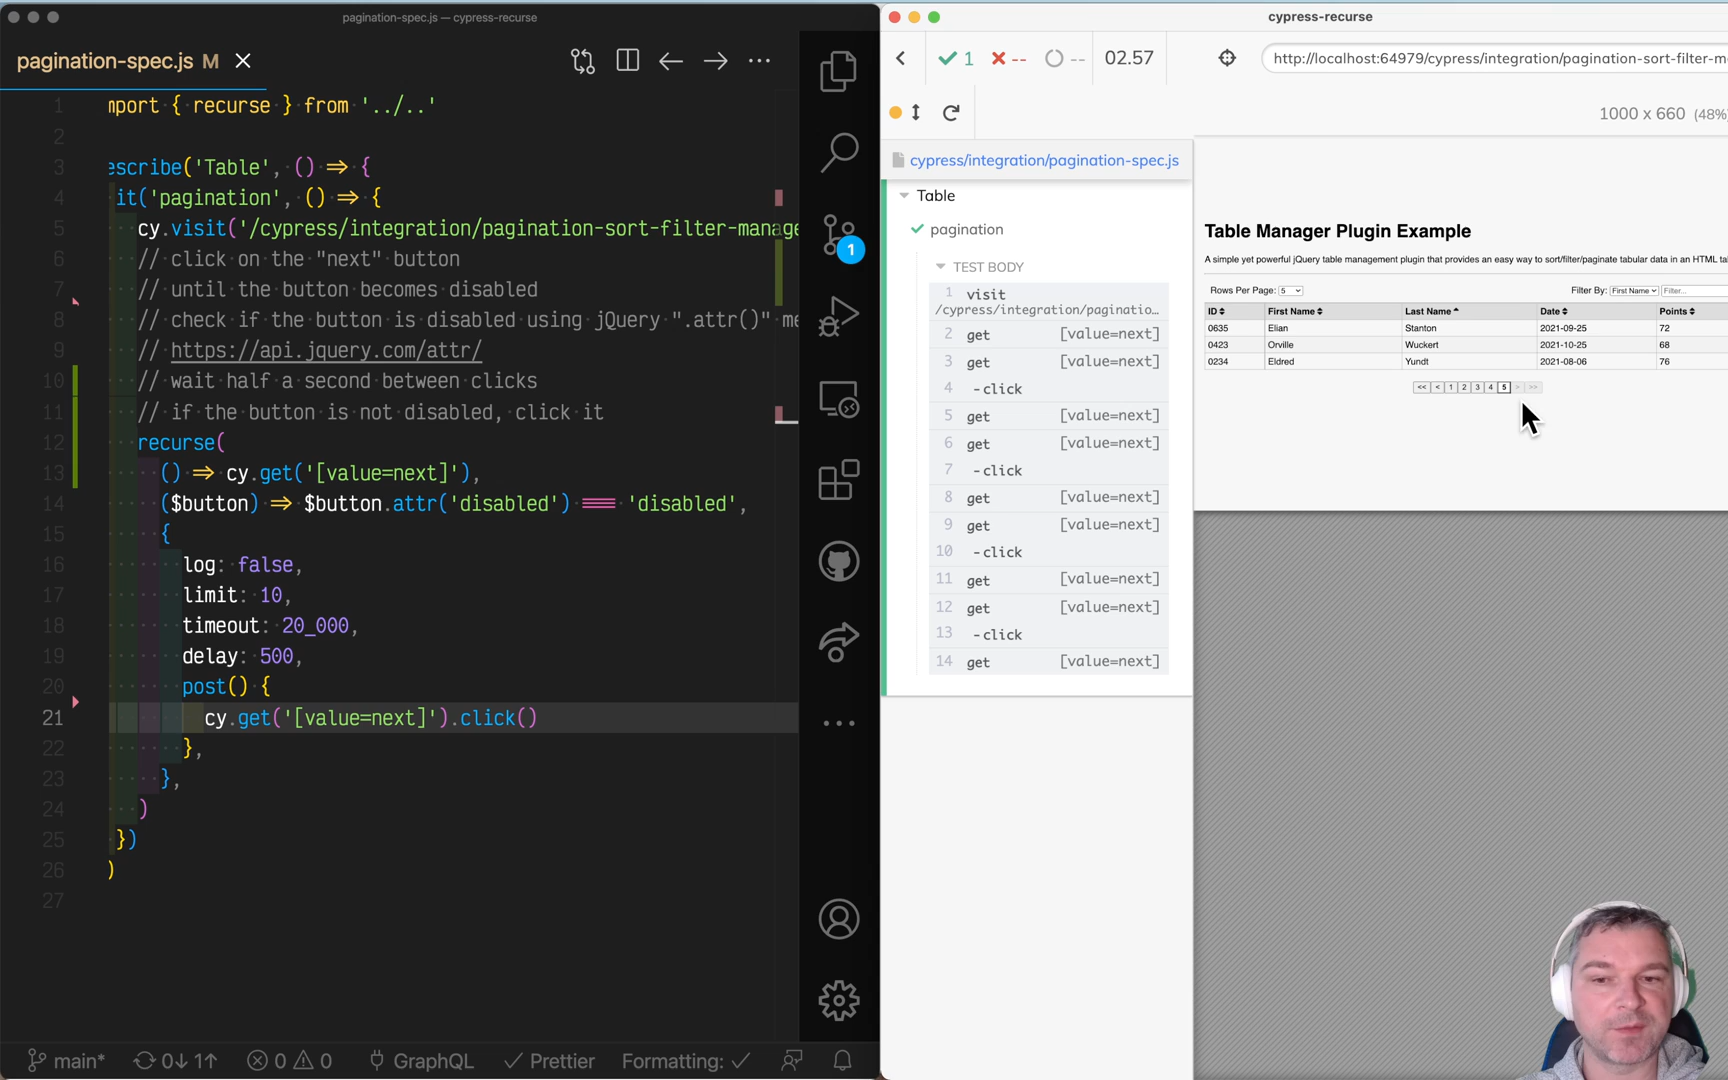 pagination-spec.js — cypress-recurse
pagination-spec.js M
1 mport { recurse } from '../..'
2
3 escribe('Table', () => {
4 it('pagination', () => {
5 cy.visit('/cypress/integration/pagination-sort-filter-manage
6 // click on the "next" button
7 // until the button becomes disabled
8 // check if the button is disabled using jQuery ".attr()" me
9 // https://api.jquery.com/attr/
10 // wait half a second between clicks
11 // if the button is not disabled, click it
12 recurse(
13 () => cy.get('[value=next]'),
14 ($button) => $button.attr('disabled') === 'disabled',
15 {
16 log: false,
17 limit: 10,
18 timeout: 20_000,
19 delay: 500,
20 post() {
21 cy.get('[value=next]').click()
22 },
23 },
24 )
25 })
26 )
27
1
main* 0↓ 1↑ 0 0 GraphQL Prettier Formatting: ✓
cypress-recurse
1 -- -- 02.57 http://localhost:64979/cypress/integration/pagination-sort-filter-m
1000 x 660 (48%
cypress/integration/pagination-spec.js
Table
pagination
TEST BODY
1 visit
/cypress/integration/paginatio...
2 get [value=next]
3 get [value=next]
4 -click
5 get [value=next]
6 get [value=next]
7 -click
8 get [value=next]
9 get [value=next]
10 -click
11 get [value=next]
12 get [value=next]
13 -click
14 get [value=next]
Table Manager Plugin Example
A simple yet powerful jQuery table management plugin that provides an easy way to sort/filter/paginate tabular data in an HTML ta
Rows Per Page: 5 Filter By: First Name Filter...
ID First Name Last Name Date Points
0635 Elian Stanton 2021-09-25 72
0423 Orville Wuckert 2021-10-25 68
0234 Eldred Yundt 2021-08-06 76
<< < 1 2 3 4 5 > >>